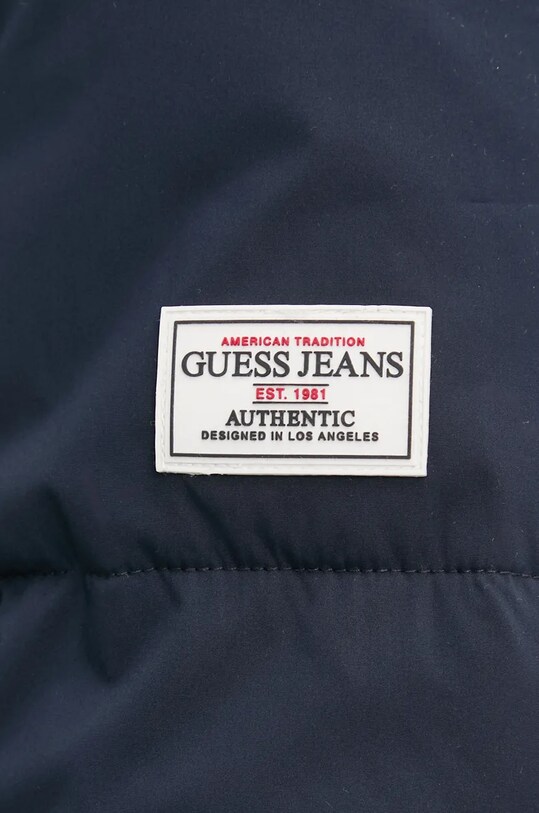 AMERICAN TRADITION
GUESS JEANS
EST. 1981
AUTHENTIC
DESIGNED IN LOS ANGELES